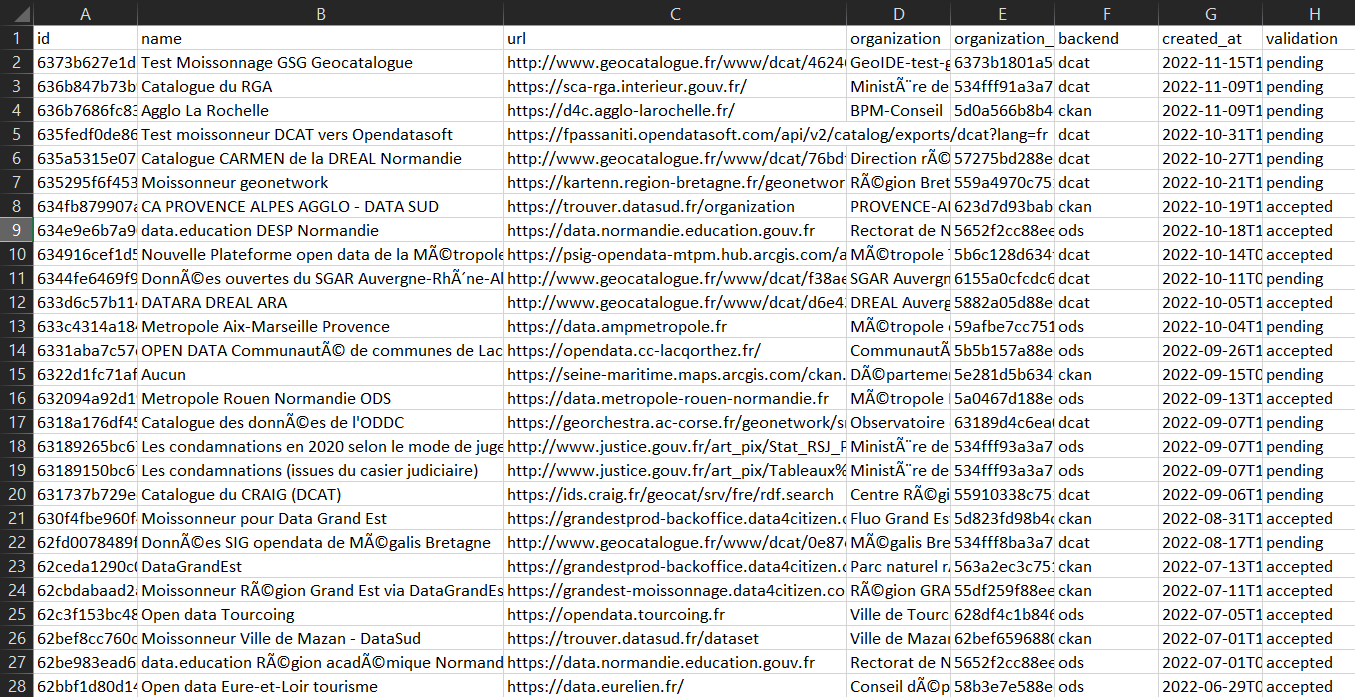 A B C D E F G H
1 id name url organization organization_ backend created_at validation
2 6373b627e1d Test Moissonage GSG Geocatalogue http://www.geocatalogue.fr/www/dcat/4624 GeoIDE-test-g 6373b1801a5 dcat 2022-11-15T1 pending
3 636b847b73b Catalogue du RGA https://sca-rga.interieur.gouv.fr/ MinistÃ¨re de 534fff91a3a7 dcat 2022-11-09T1 pending
4 636b7686fc83 Agglo La Rochelle https://d4c.agglo-larochelle.fr/ BPM-Conseil 5d0a566b8b4 ckan 2022-11-09T1 pending
5 635fedf0de86 Test moissonneur DCAT vers Opendatasoft https://fpassaniti.opendatasoft.com/api/v2/catalog/exports/dcat?lang=fr dcat 2022-10-31T1 pending
6 635a5315e07 Catalogue CARMEN de la DREAL Normandie http://www.geocatalogue.fr/www/dcat/76bd Direction rÃ© 57275bd288e dcat 2022-10-27T1 pending
7 635295f6f453 Moissonneur geonetwork https://kartenn.region-bretagne.fr/geonetwor RÃ©gion Bret 559a4970c75 dcat 2022-10-21T1 pending
8 634fb879907 CA PROVENCE ALPES AGGLO - DATA SUD https://trouver.datasud.fr/organization PROVENCE-A 623d7d93bab ckan 2022-10-19T1 accepted
9 634e9e6b7a9 data.education DESP Normandie https://data.normandie.education.gouv.fr Rectorat de N 5652f2cc88ee ods 2022-10-18T1 accepted
10 634916cef1d5 Nouvelle Plateforme open data de la MÃ©tropole https://psig-opendata-mtpm.hub.arcgis.com/a MÃ©tropole 5b6c128d634 dcat 2022-10-14T0 accepted
11 6344fe6469f9 DonnÃ©es ouvertes du SGAR Auvergne-RhÃ´ne-Al http://www.geocatalogue.fr/www/dcat/f38ae SGAR Auvergn 6155a0cfcdc6 dcat 2022-10-11T0 pending
12 633d6c57b114 DATARA DREAL ARA http://www.geocatalogue.fr/www/dcat/d6e4 DREAL Auverg 5882a05d88e dcat 2022-10-05T1 accepted
13 633c4314a184 Metropole Aix-Marseille Provence https://data.ampmetropole.fr MÃ©tropole 59afbe7cc751 ods 2022-10-04T1 pending
14 6331aba7c57 OPEN DATA CommunautÃ© de communes de Lac https://opendata.cc-lacqorthez.fr/ CommunautÃ 5b5b157a88e ods 2022-09-26T1 accepted
15 6322d1fc71af Aucun https://seine-maritime.maps.arcgis.com/ckan. DÃ©partemen 5e281d5b634 ckan 2022-09-15T0 pending
16 632094a92d1 Metropole Rouen Normandie ODS https://data.metropole-rouen-normandie.fr MÃ©tropole 5a0467d188e ods 2022-09-13T1 accepted
17 6318a176df45 Catalogue des donnÃ©es de l'ODDC https://georchestra.ac-corse.fr/geonetwork/s Observatoire 63189d4c6ea dcat 2022-09-07T1 pending
18 63189265bc67 Les condamnations en 2020 selon le mode de juge http://www.justice.gouv.fr/art_pix/Stat_RSJ_P MinistÃ¨re de 534fff93a3a7 ods 2022-09-07T1 pending
19 63189150bc67 Les condamnations (issues du casier judiciaire) http://www.justice.gouv.fr/art_pix/Tableaux% MinistÃ¨re de 534fff93a3a7 ods 2022-09-07T1 pending
20 631737b729e Catalogue du CRAIG (DCAT) https://ids.craig.fr/geocat/srv/fre/rdf.search Centre RÃ©gi 55910338c75 dcat 2022-09-06T1 pending
21 630f4fbe960f Moissonneur pour Data Grand Est https://grandestprod-backoffice.data4citizen. Fluo Grand Es 5d823fd98b4 ckan 2022-08-31T1 accepted
22 62fd0078489f DonnÃ©es SIG opendata de MÃ©galis Bretagne http://www.geocatalogue.fr/www/dcat/0e87 MÃ©galis Bre 534fff8ba3a7 dcat 2022-08-17T1 pending
23 62ceda1290c DataGrandEst https://grandestprod-backoffice.data4citizen. Parc naturel r 563a2ec3c75 ckan 2022-07-13T1 accepted
24 62cbdabaad2 Moissonneur RÃ©gion Grand Est via DataGrandEs https://grandest-moissonnage.data4citizen.co RÃ©gion GRA 55df259f88ee ckan 2022-07-11T1 accepted
25 62c3f153bc48 Open data Tourcoing https://opendata.tourcoing.fr Ville de Tourc 628df4c1b846 ods 2022-07-05T1 accepted
26 62bef8cc760 Moissonneur Ville de Mazan - DataSud https://trouver.datasud.fr/dataset Ville de Maza 62bef6596880 ckan 2022-07-01T1 accepted
27 62be983ead6 data.education RÃ©gion acadÃ©mique Normand https://data.normandie.education.gouv.fr Rectorat de N 5652f2cc88ee ods 2022-07-01T0 accepted
28 62bbf1d80d14 Open data Eure-et-Loir tourisme https://data.eurelien.fr/ Conseil dÃ©p 58b3e7e588e ods 2022-06-29T0 accepted